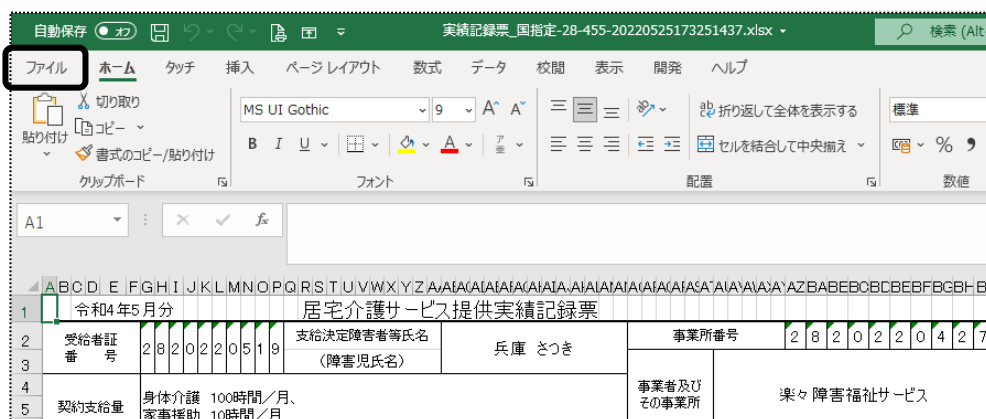 自動保存 オフ 実績記録票_国指定-28-455-20220525173251437.xlsx 検索 (Alt
ファイル ホーム タッチ 挿入 ページ レイアウト 数式 データ 校閲 表示 開発 ヘルプ
切り取り MS UI Gothic 9 A A ab 折り返して全体を表示する 標準
貼り付け コピー
書式のコピー/貼り付け B I U A ア セルを結合して中央揃え % 9
クリップボード フォント 配置 数値
A1 fx
A B C D E F G H I J K L M N O P Q R S T U V W X Y Z
1 令和4年5月分 居宅介護サービス提供実績記録票
2 受給者証 2 8 2 0 2 2 0 5 1 9 支給決定障害者等氏名 兵庫 さつき 事業所番号 2 8 2 0 2 2 0 4 2 7
3 番 号 (障害児氏名)
4 身体介護 100時間/月、 事業者及び 楽々障害福祉サービス
5 契約支給量 家事援助 10時間/月 その事業所